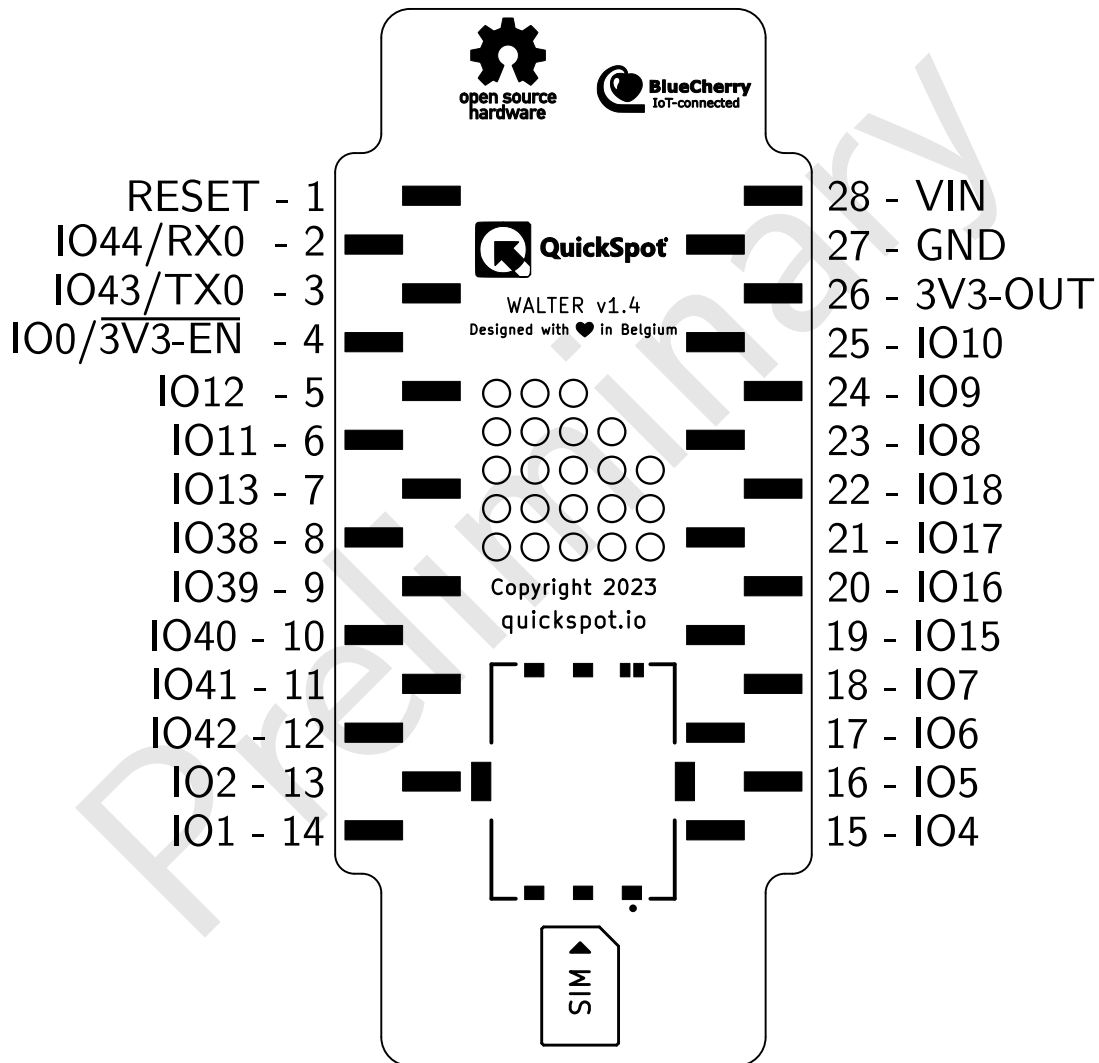 open source
hardware
BlueCherry
IoT-connected
RESET - 1
28 - VIN
IO44/RX0 - 2
QuickSpot
27 - GND
IO43/TX0 - 3
WALTER v1.4
26 - 3V3-OUT
IO0/3V3-EN - 4
Designed with ♥ in Belgium
25 - IO10
IO12 - 5
24 - IO9
IO11 - 6
23 - IO8
IO13 - 7
22 - IO18
IO38 - 8
21 - IO17
IO39 - 9
Copyright 2023
20 - IO16
IO40 - 10
quickspot.io
19 - IO15
IO41 - 11
18 - IO7
IO42 - 12
17 - IO6
IO2 - 13
16 - IO5
IO1 - 14
15 - IO4
SIM
Preliminary